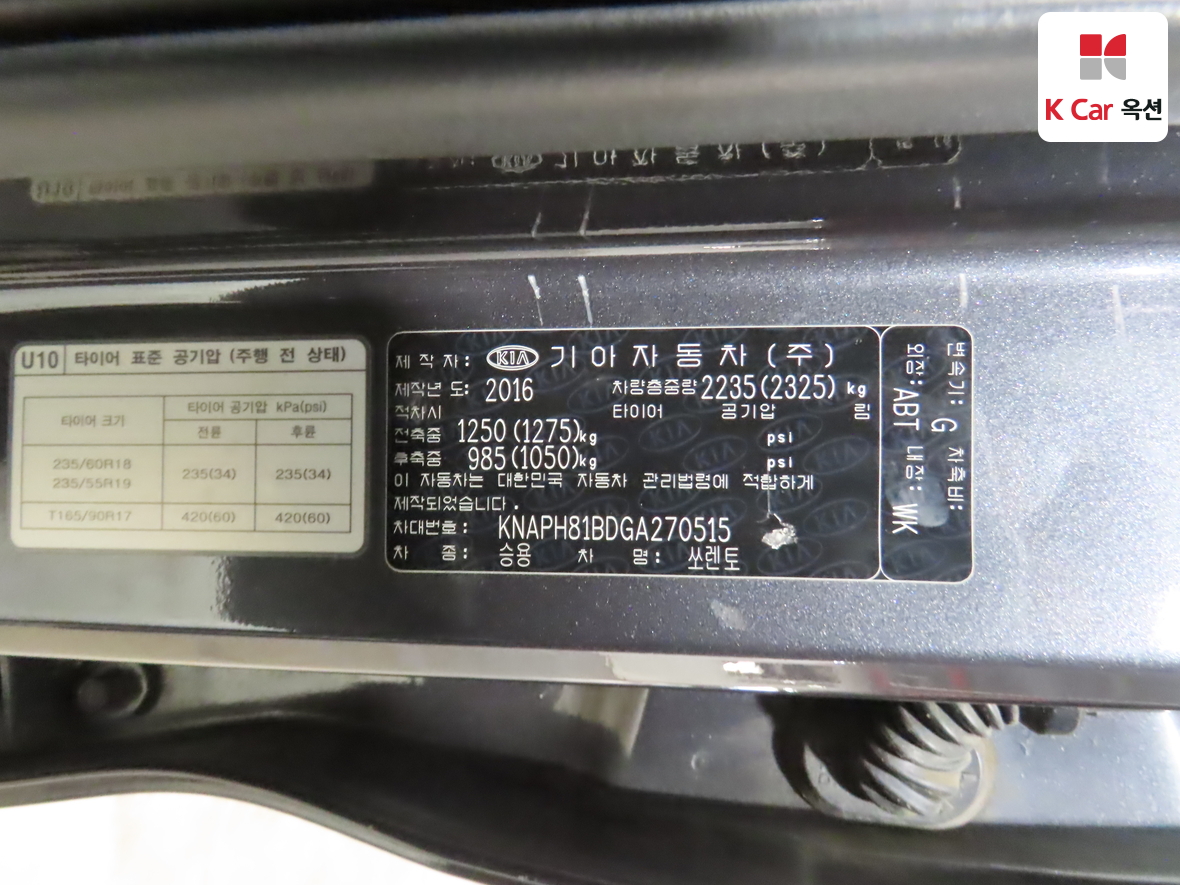 K Car 옥션
U10 타이어 표준 공기압 (주행 전 상태)
타이어 크기 타이어 공기압 kPa(psi)
전륜 후륜
235/60R18
235/55R19 235(34) 235(34)
T165/90R17 420(60) 420(60)
제 작 자: KIA 기 아 자 동 차 ( 주 )
제작년 도: 2016 차량총중량 2235(2325) kg
적차시 타이어 공기압 림
전축중 1250 (1275)kg psi
후축중 985(1050)kg psi
이 자동차는 대한민국 자동차 관리법령에 적합하게
제작되었습니다.
차대번호: KNAPH81BDGA270515
차 종: 승용 차 명: 쏘렌토
변속기: G 차축비:
외장: ABT 내장: WK